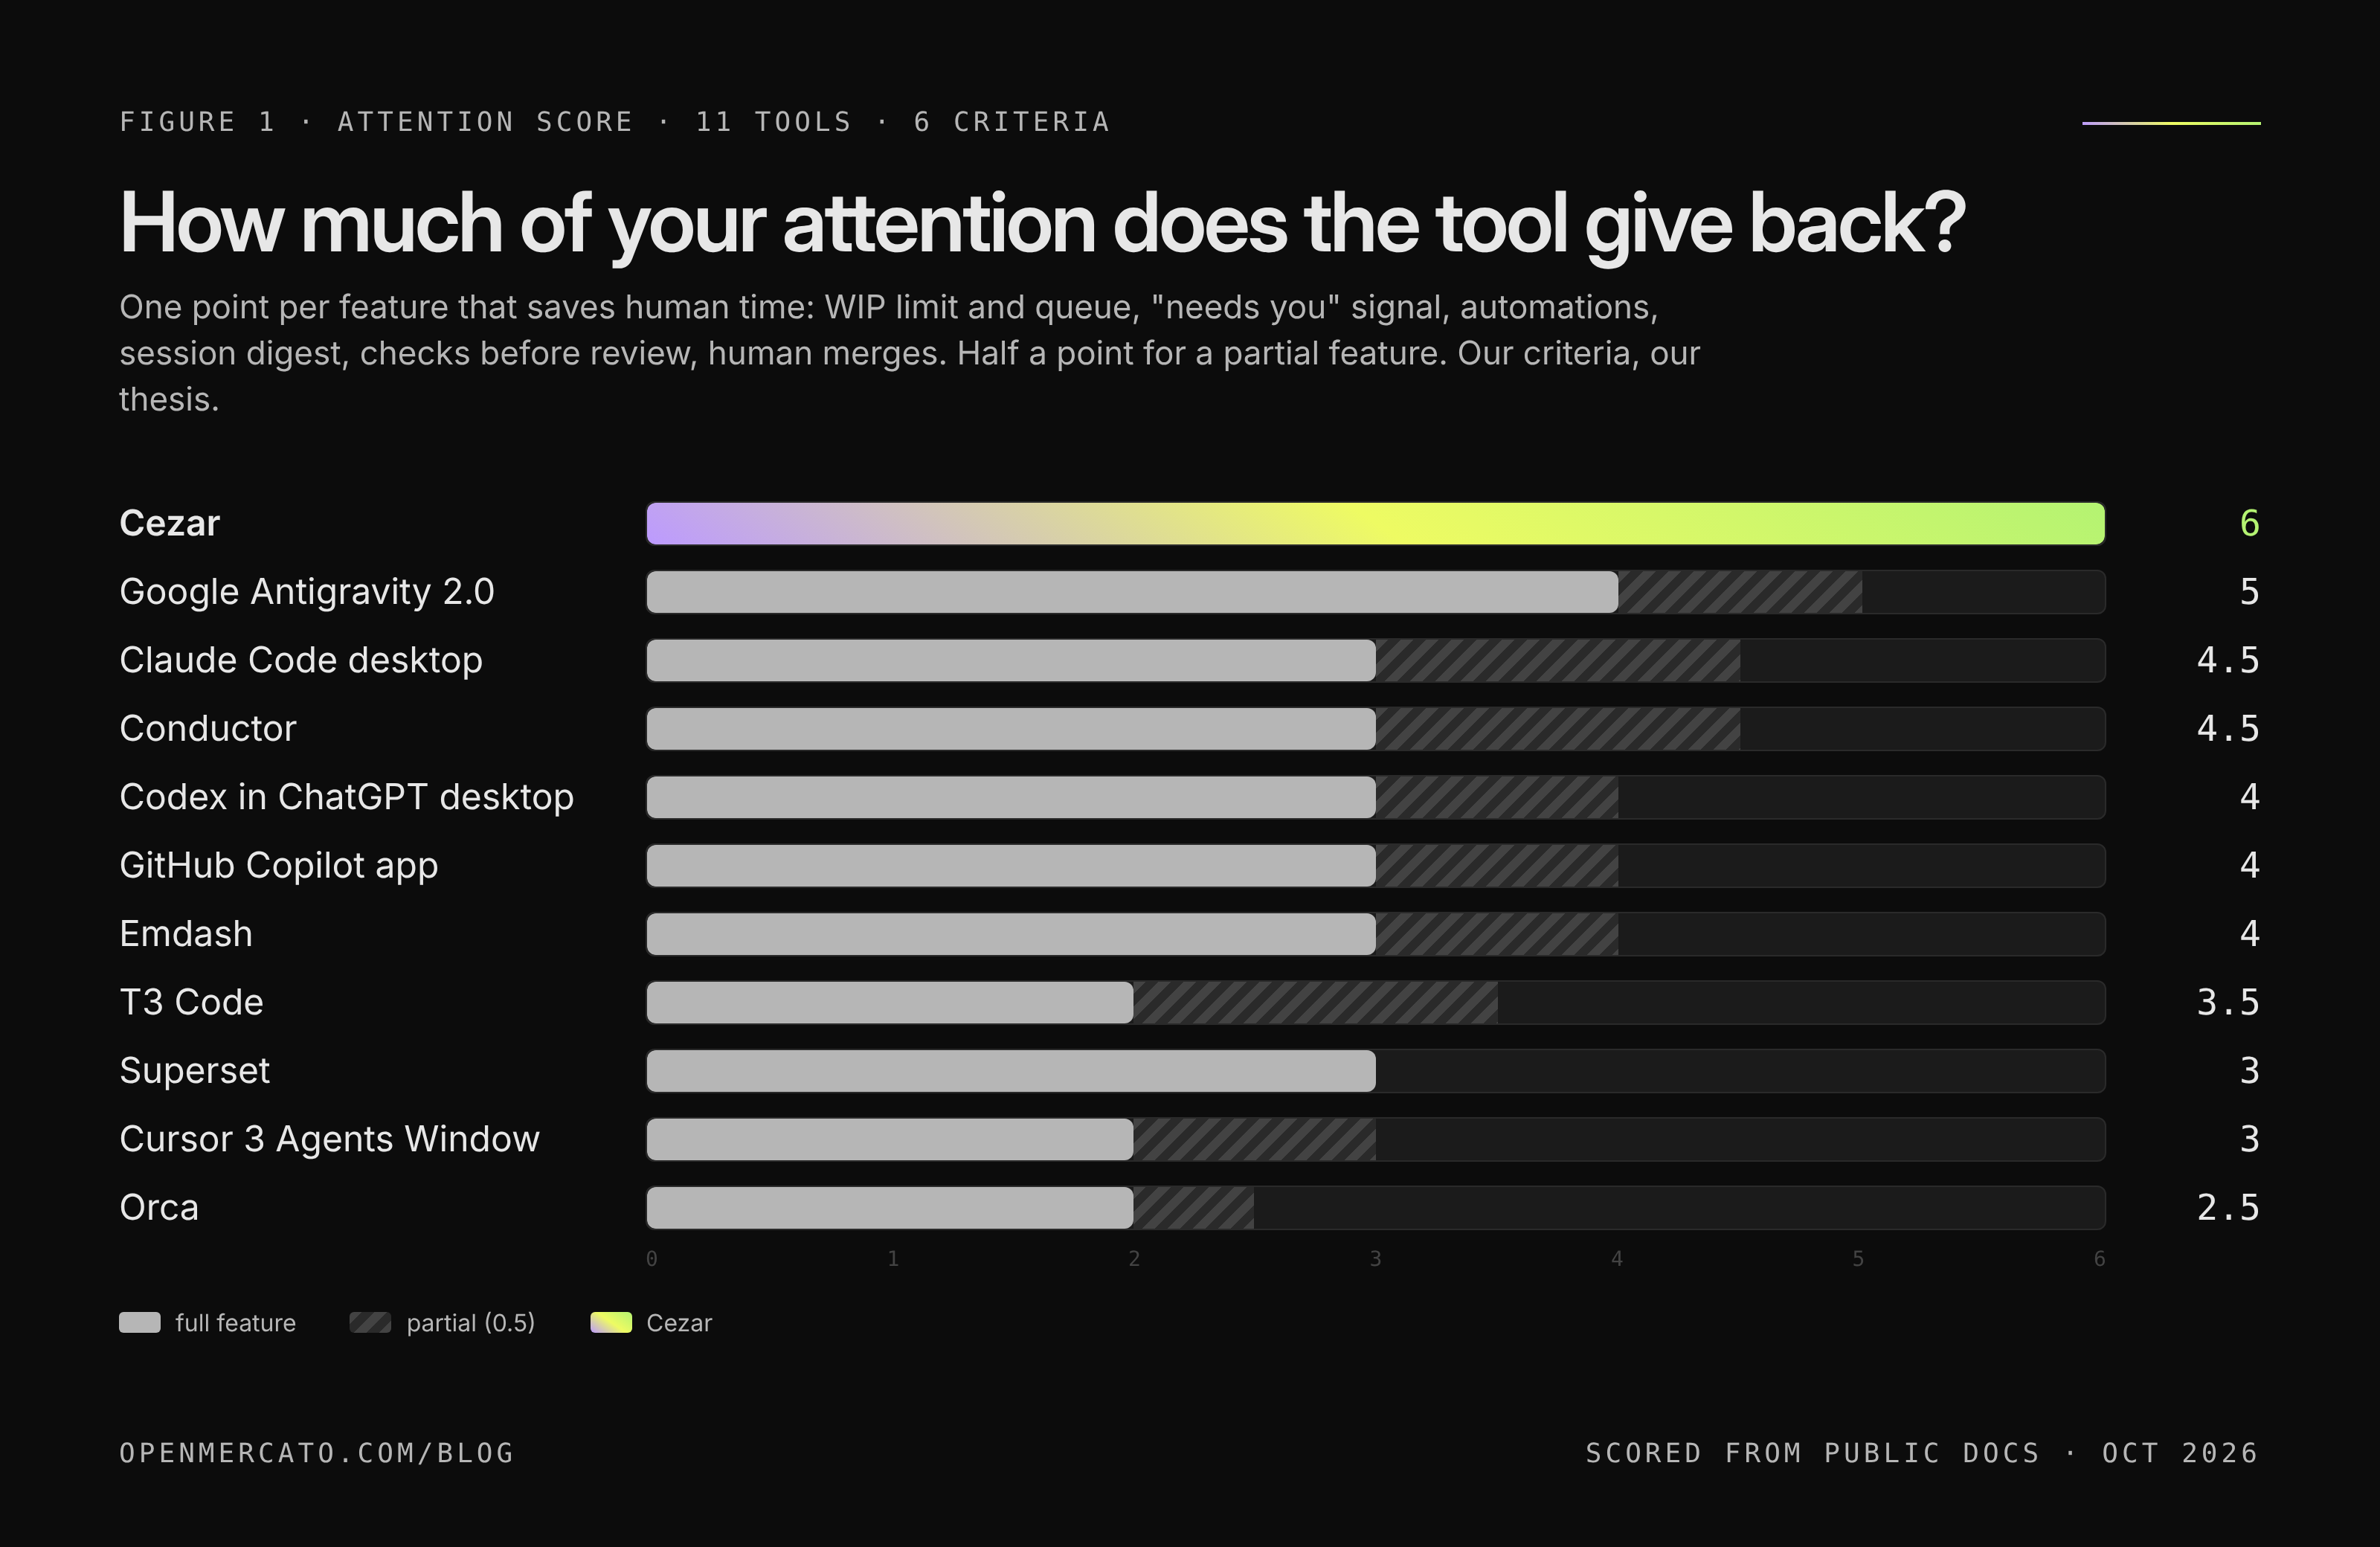 FIGURE 1 · ATTENTION SCORE · 11 TOOLS · 6 CRITERIA
How much of your attention does the tool give back?
One point per feature that saves human time: WIP limit and queue, "needs you" signal, automations,
session digest, checks before review, human merges. Half a point for a partial feature. Our criteria, our
thesis.
Cezar 6
Google Antigravity 2.0 5
Claude Code desktop 4.5
Conductor 4.5
Codex in ChatGPT desktop 4
GitHub Copilot app 4
Emdash 4
T3 Code 3.5
Superset 3
Cursor 3 Agents Window 3
Orca 2.5
0 1 2 3 4 5 6
full feature partial (0.5) Cezar
OPENMERCATO.COM/BLOG SCORED FROM PUBLIC DOCS · OCT 2026